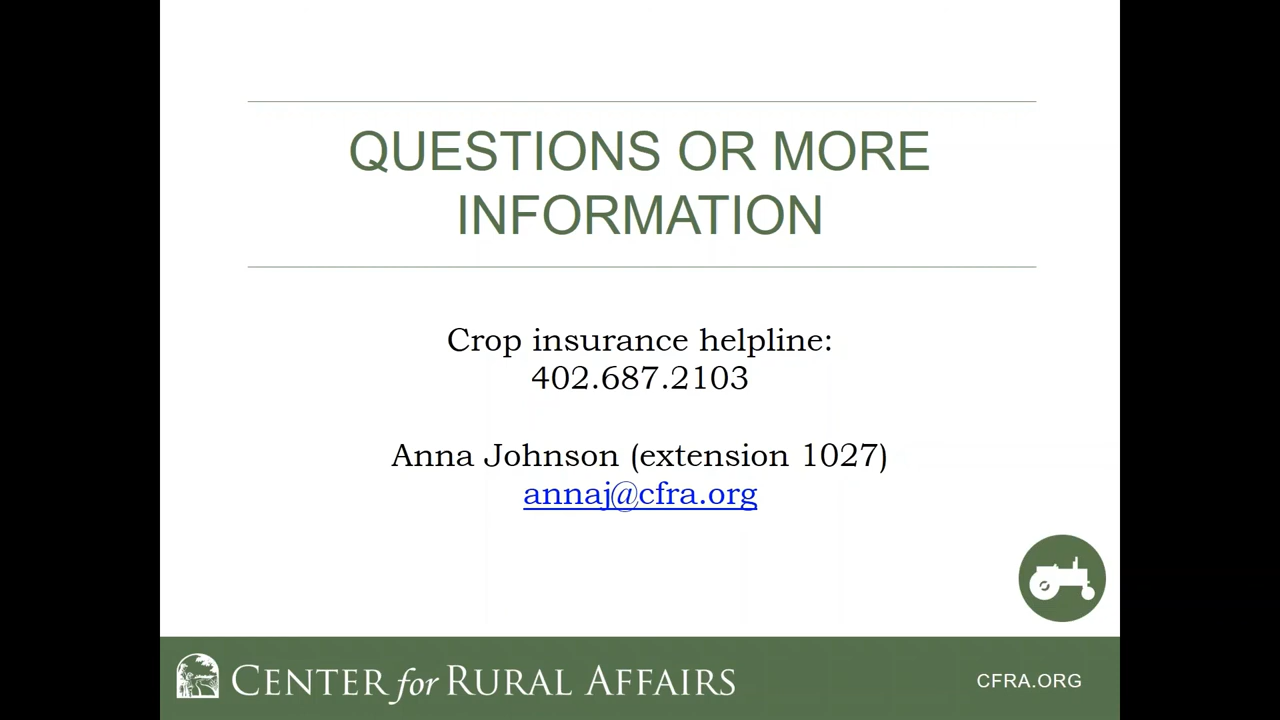 QUESTIONS OR MORE
INFORMATION
Crop insurance helpline:
402.687.2103
Anna Johnson (extension 1027)
annaj@cfra.org
CENTER for RURAL AFFAIRS
CFRA.ORG